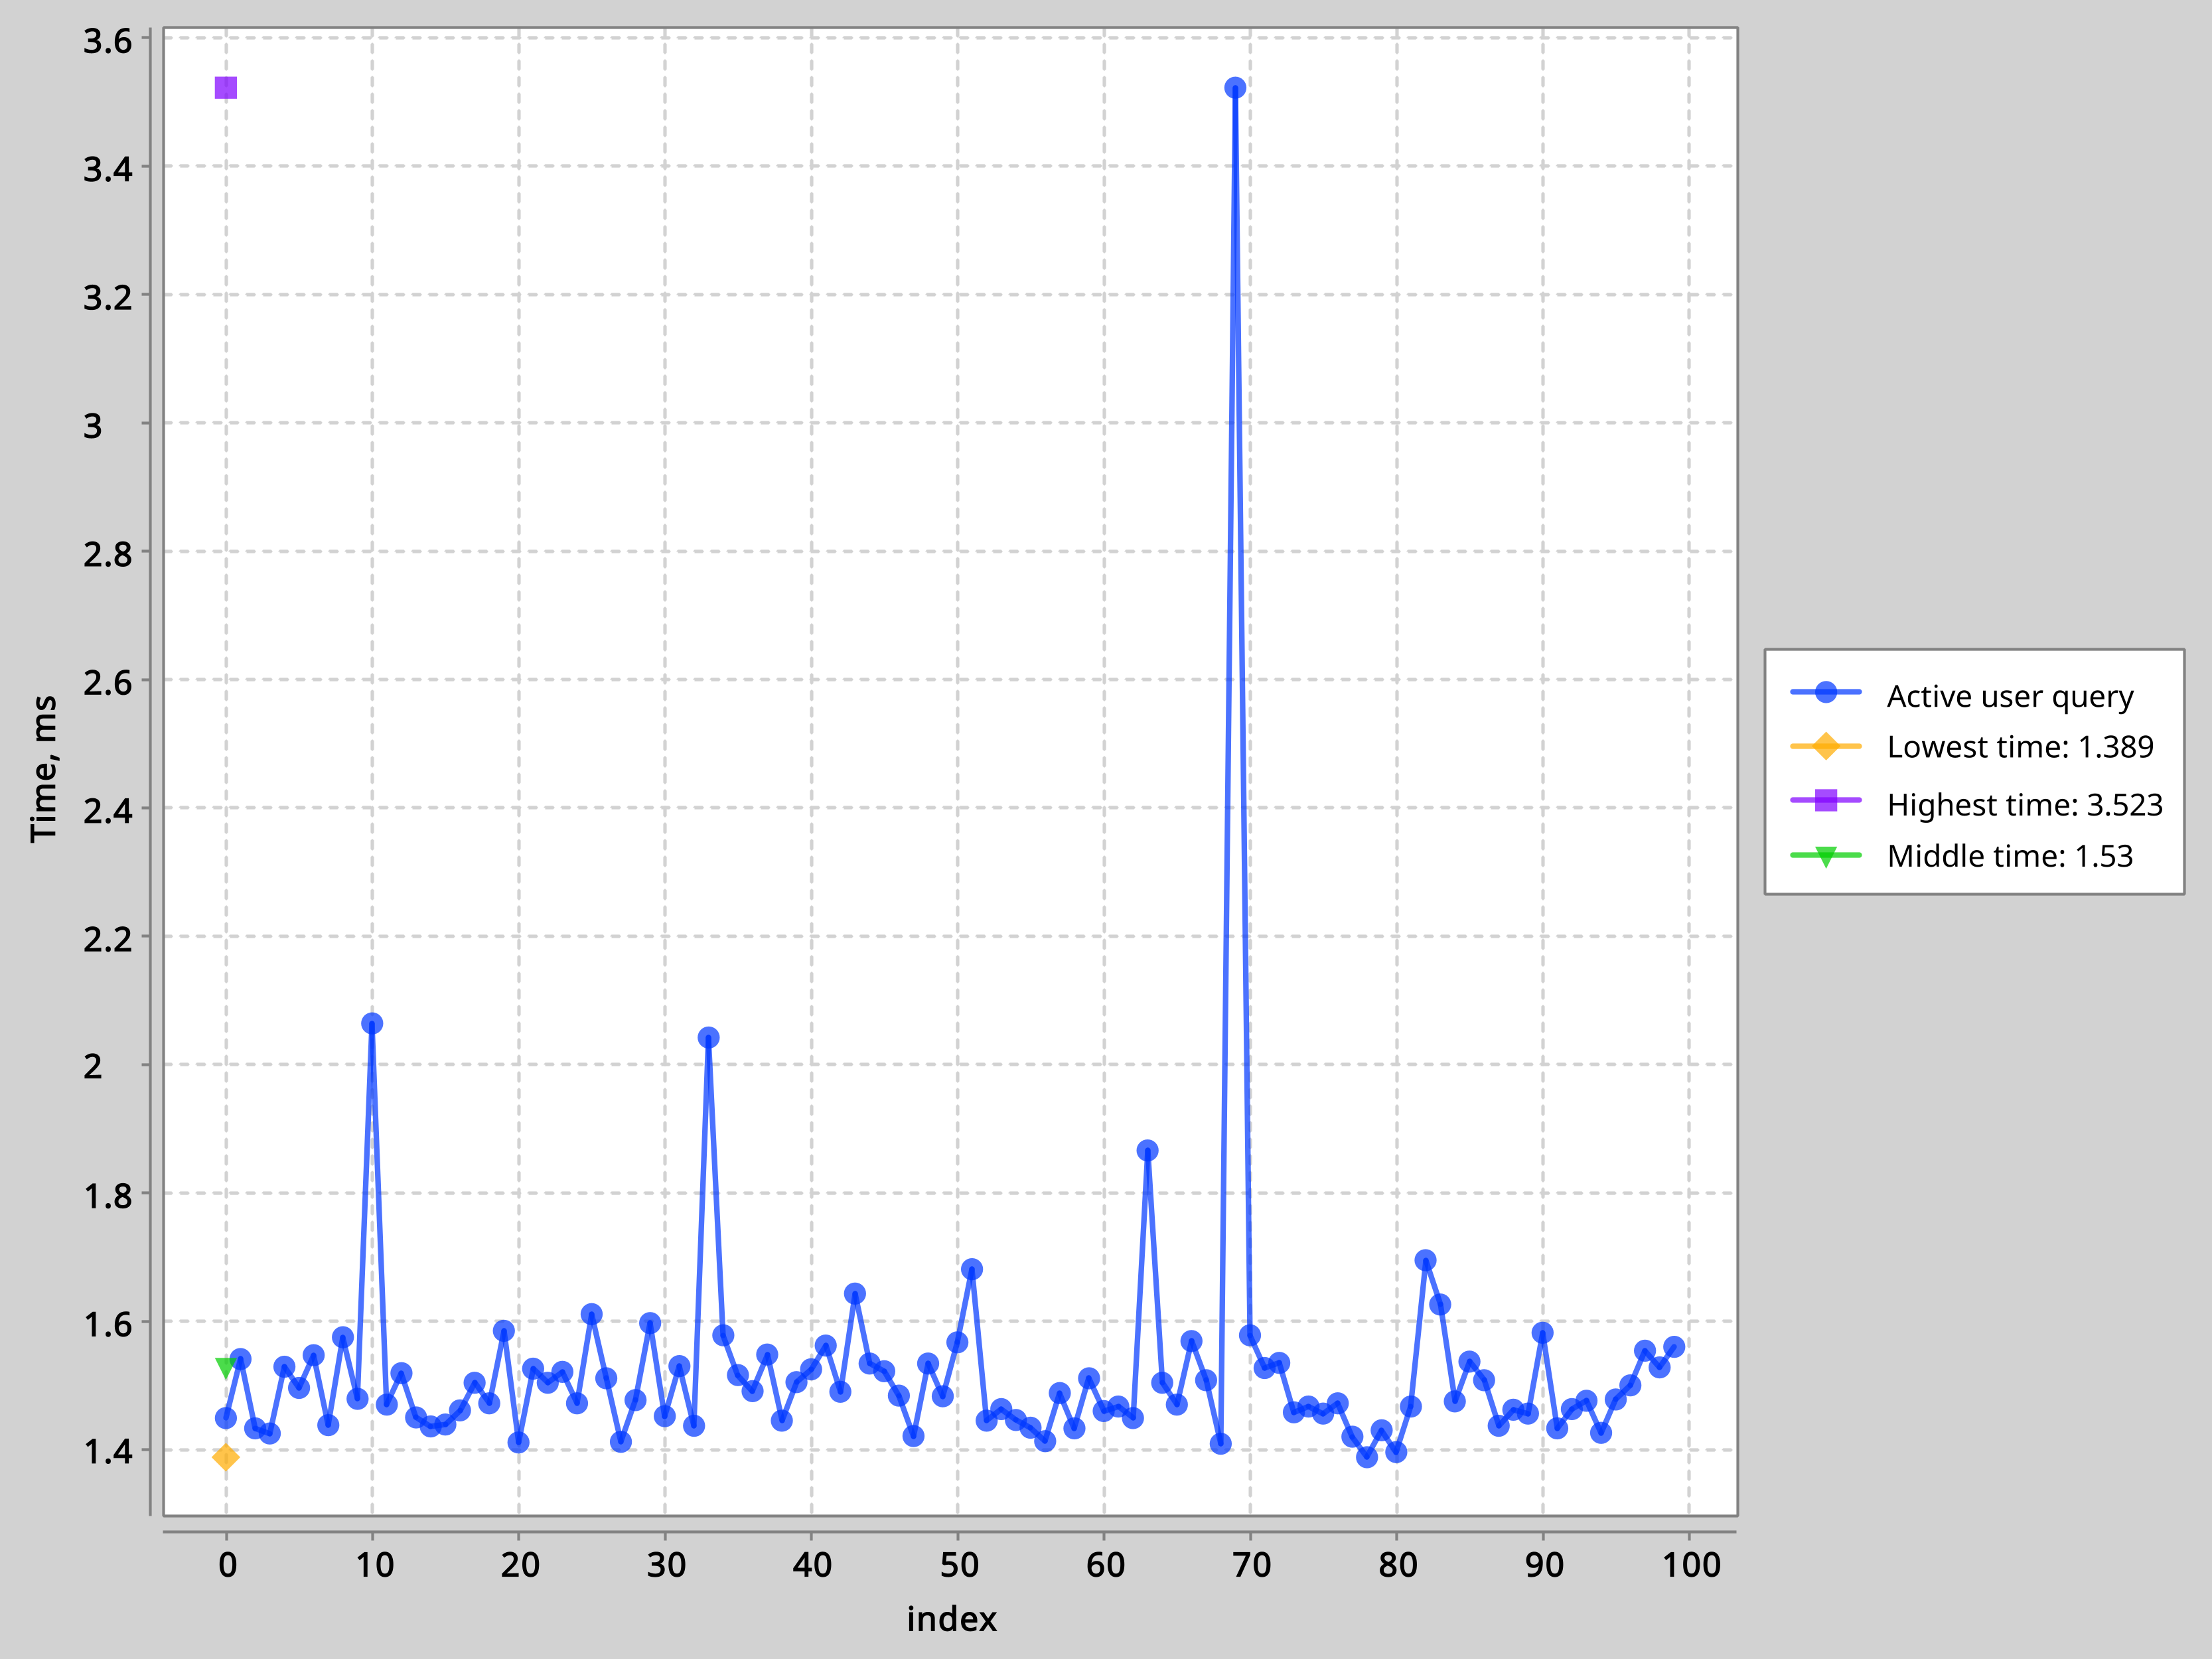 3.6
3.4
3.2
3
2.8
2.6
2.4
2.2
2
1.8
1.6
1.4
Time, ms
0 10 20 30 40 50 60 70 80 90 100
index
Active user query
Lowest time: 1.389
Highest time: 3.523
Middle time: 1.53